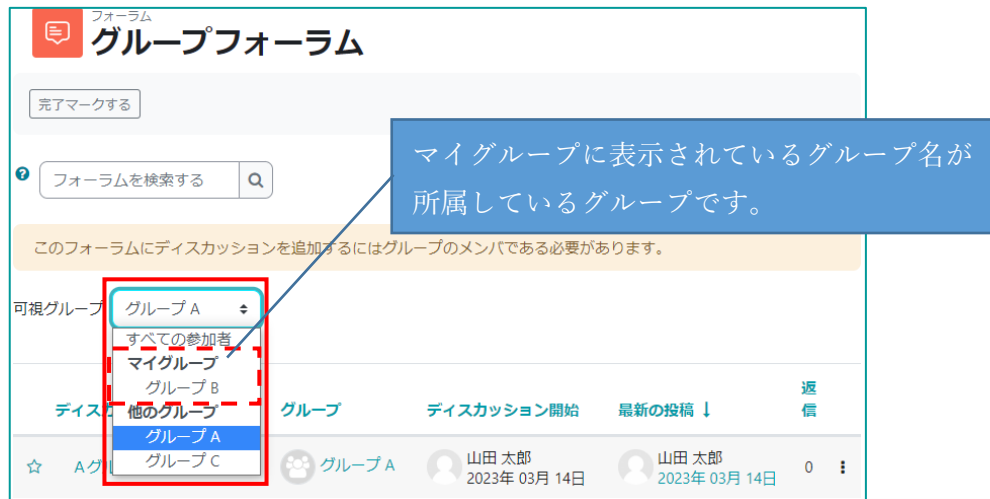 フォーラム
グループフォーラム
完了マークする
マイグループに表示されているグループ名が
所属しているグループです。
フォーラムを検索する
このフォーラムにディスカッションを追加するにはグループのメンバである必要があります。
可視グループ グループ A
すべての参加者
マイグループ
グループ B
他のグループ
グループ A
グループ C
ディスカ グループ ディスカッション開始 最新の投稿 ↓ 返信
Aグ グループ A 山田 太郎 山田 太郎 0
2023年 03月 14日 2023年 03月 14日